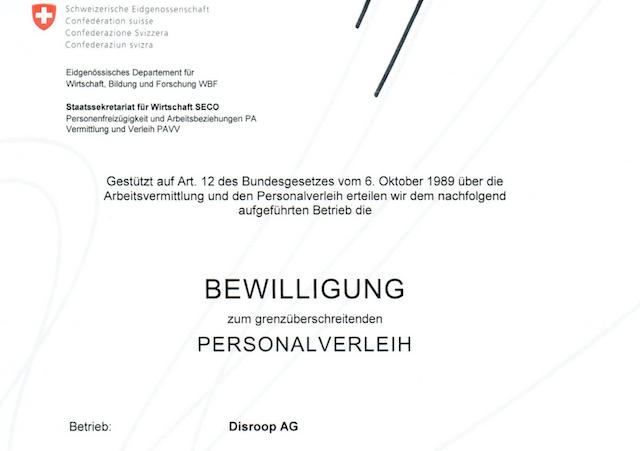 Schweizerische Eidgenossenschaft
Confédération suisse
Confederazione Svizzera
Confederaziun svizra
Eidgenössisches Departement für
Wirtschaft, Bildung und Forschung WBF
Staatssekretariat für Wirtschaft SECO
Personenfreizügigkeit und Arbeitsbeziehungen PA
Vermittlung und Verleih PAVV
Gestützt auf Art. 12 des Bundesgesetzes vom 6. Oktober 1989 über die
Arbeitsvermittlung und den Personalverleih erteilen wir dem nachfolgend
aufgeführten Betrieb die
BEWILLIGUNG
zum grenzüberschreitenden
PERSONALVERLEIH
Betrieb: Disroop AG